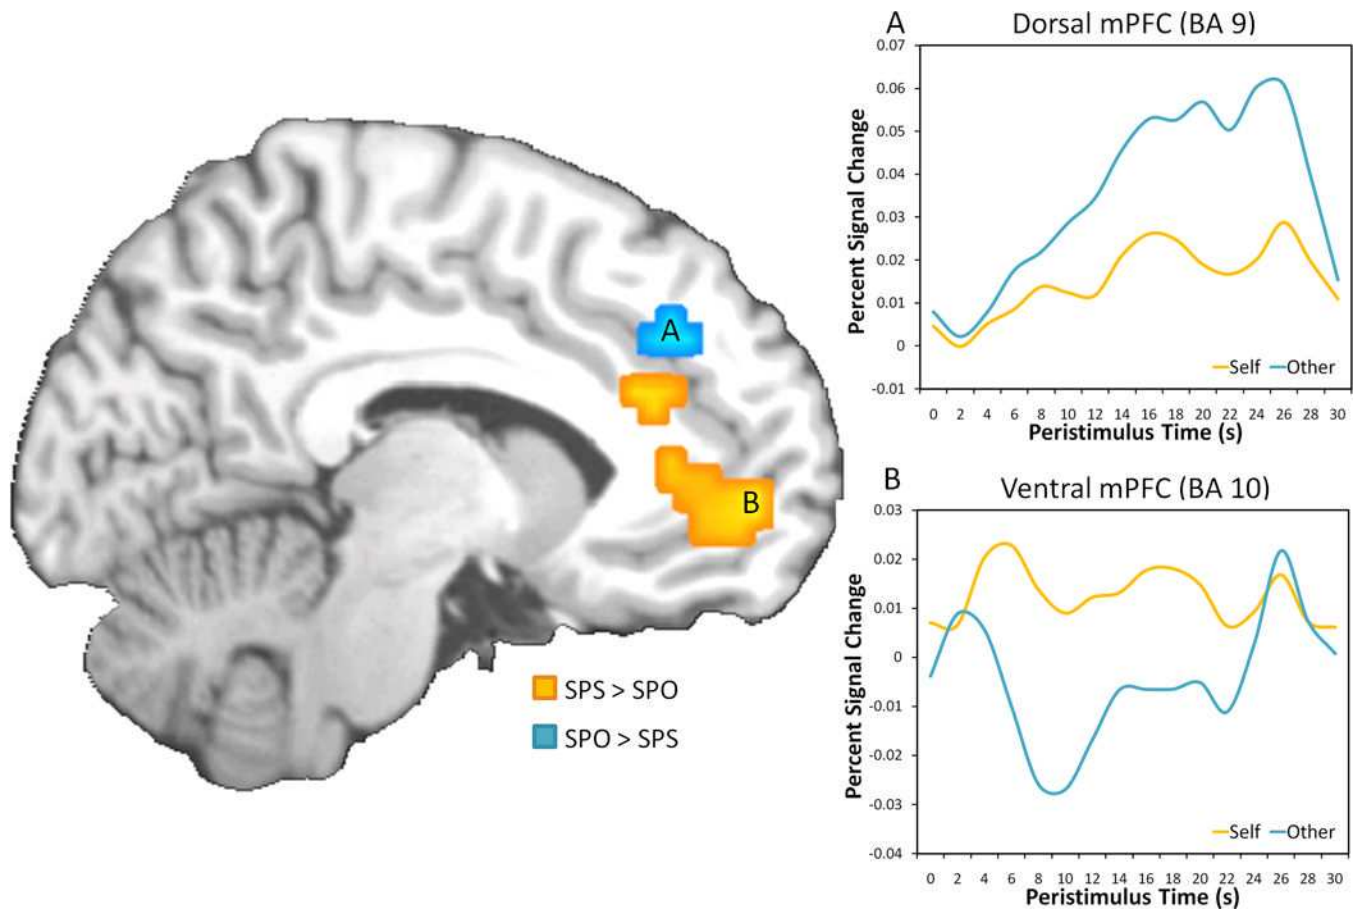 A
Dorsal mPFC (BA 9)
0.07
0.06
0.05
0.04
0.03
0.02
0.01
0
-0.01
Percent Signal Change
Self Other
0 2 4 6 8 10 12 14 16 18 20 22 24 26 26 30
Peristimulus Time (s)
A
B
SPS > SPO
SPO > SPS
B
Ventral mPFC (BA 10)
0.03
0.02
0.01
0
-0.01
-0.02
-0.03
-0.04
Percent Signal Change
Self Other
0 2 4 6 8 10 12 14 16 18 20 22 24 26 26 30
Peristimulus Time (s)